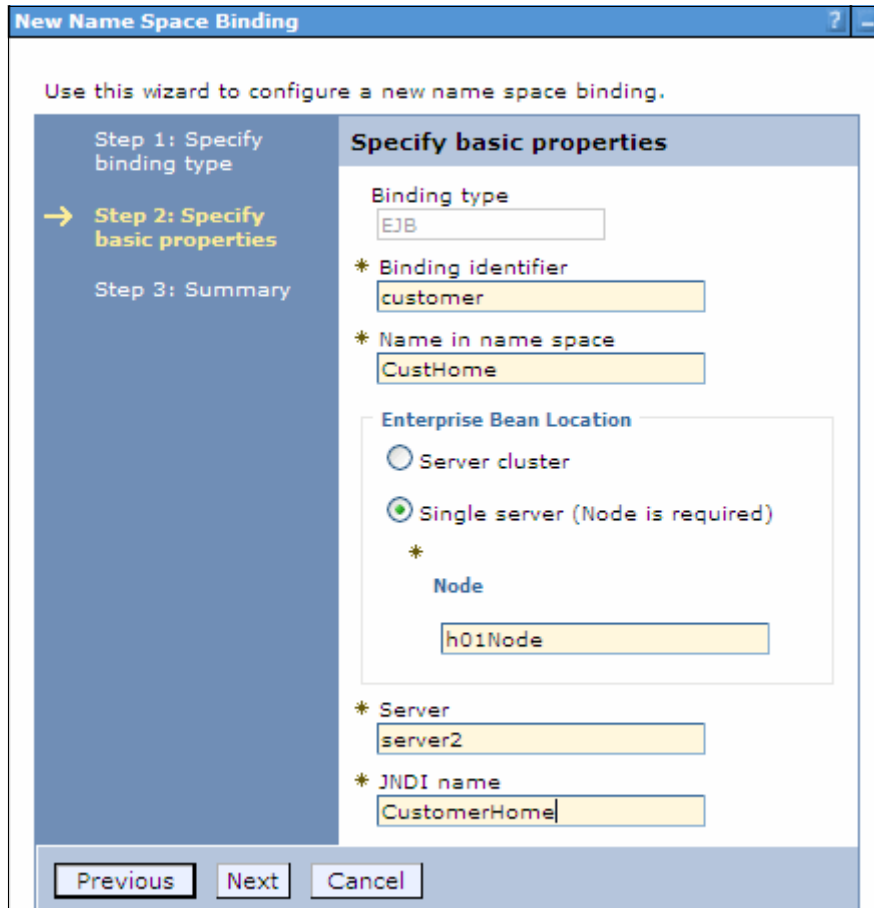 New Name Space Binding ?
Use this wizard to configure a new name space binding.
Step 1: Specify
binding type
Step 2: Specify
basic properties
Step 3: Summary
Specify basic properties
Binding type
EJB
* Binding identifier
customer
* Name in name space
CustHome
Enterprise Bean Location
Server cluster
Single server (Node is required)
*
Node
h01Node
* Server
server2
* JNDI name
CustomerHome
Previous Next Cancel